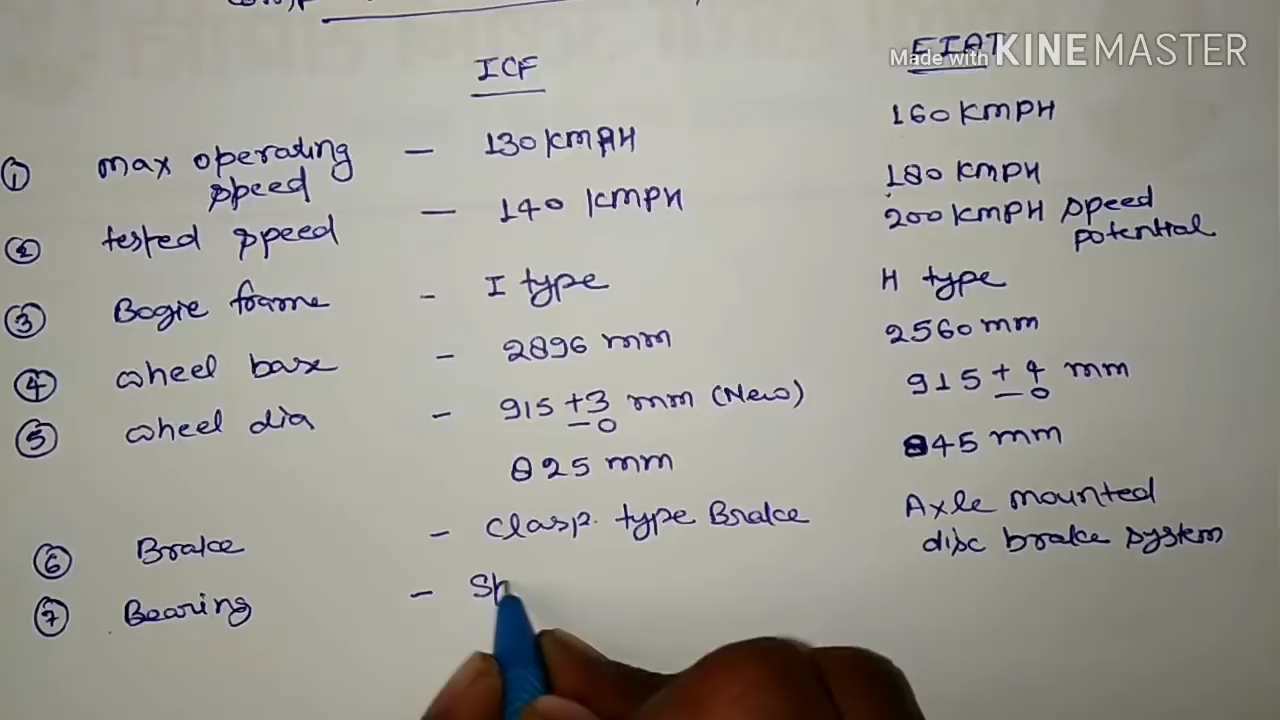 ICF FIAT
Made with KINEMASTER
① max operating speed - 130 KMPH 160 KMPH
② tested speed - 140 KMPH 180 KMPH
200 KMPH speed potential
③ Bogie frame - I type H type
④ wheel base - 2896 mm 2560 mm
⑤ wheel dia - 915 +3 -0 mm (New) 915 +4 -0 mm
825 mm 845 mm
⑥ Brake - Clasp type Brake Axle mounted disc brake system
⑦ Bearing -